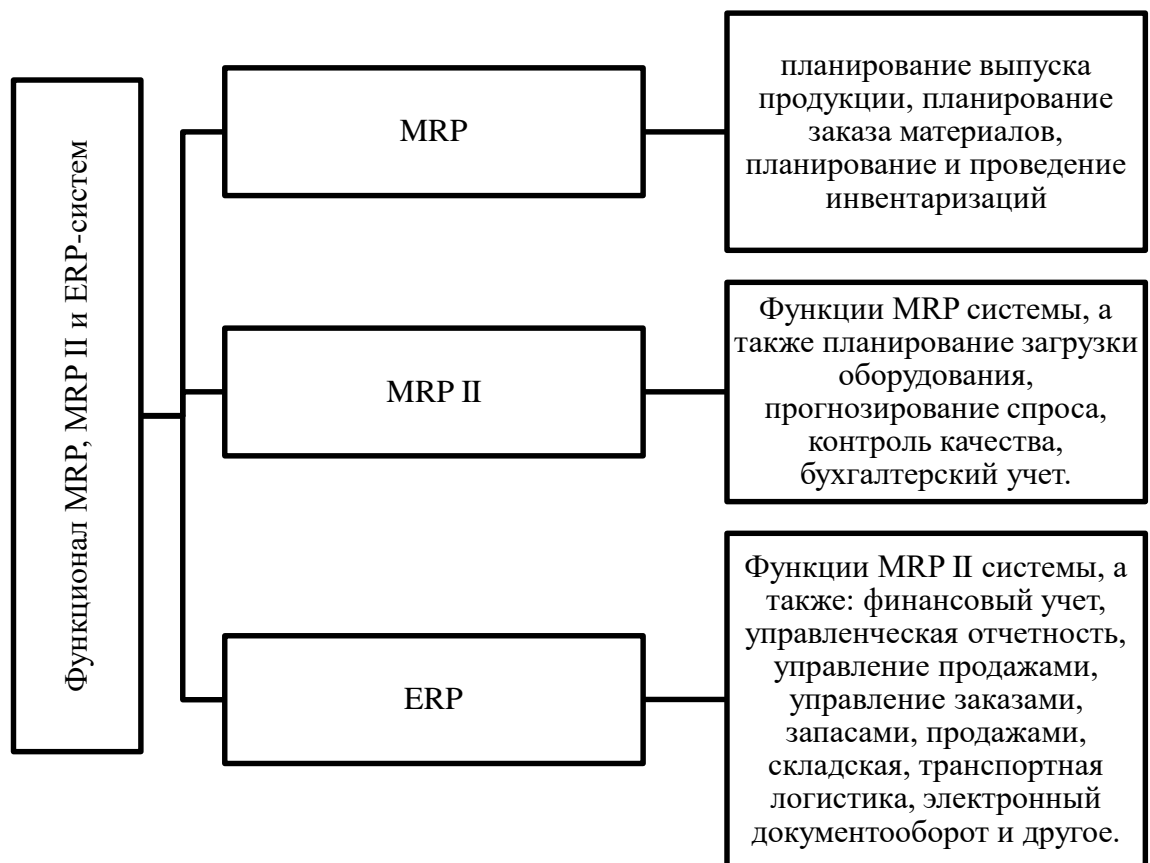 Функционал MRP, MRP II и ERP-систем
MRP
планирование выпуска
продукции, планирование
заказа материалов,
планирование и проведение
инвентаризаций
MRP II
Функции MRP системы, а
также планирование загрузки
оборудования,
прогнозирование спроса,
контроль качества,
бухгалтерский учет.
ERP
Функции MRP II системы, а
также: финансовый учет,
управленческая отчетность,
управление продажами,
управление заказами,
запасами, продажами,
складская, транспортная
логистика, электронный
документооборот и другое.